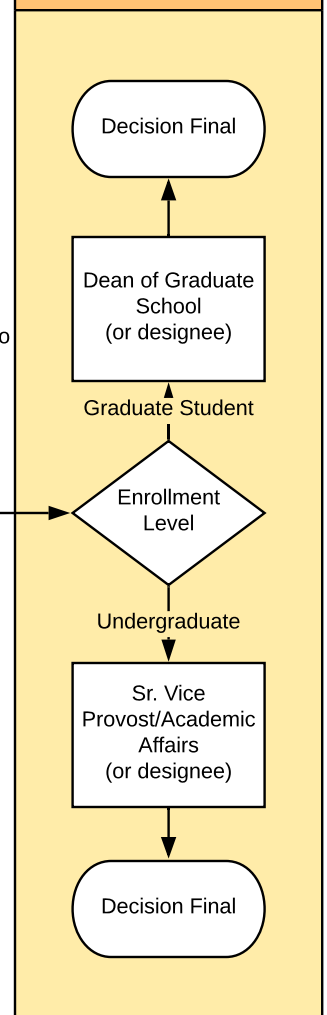 Decision Final
Dean of Graduate
School
(or designee)
Graduate Student
Enrollment
Level
Undergraduate
Sr. Vice
Provost/Academic
Affairs
(or designee)
Decision Final